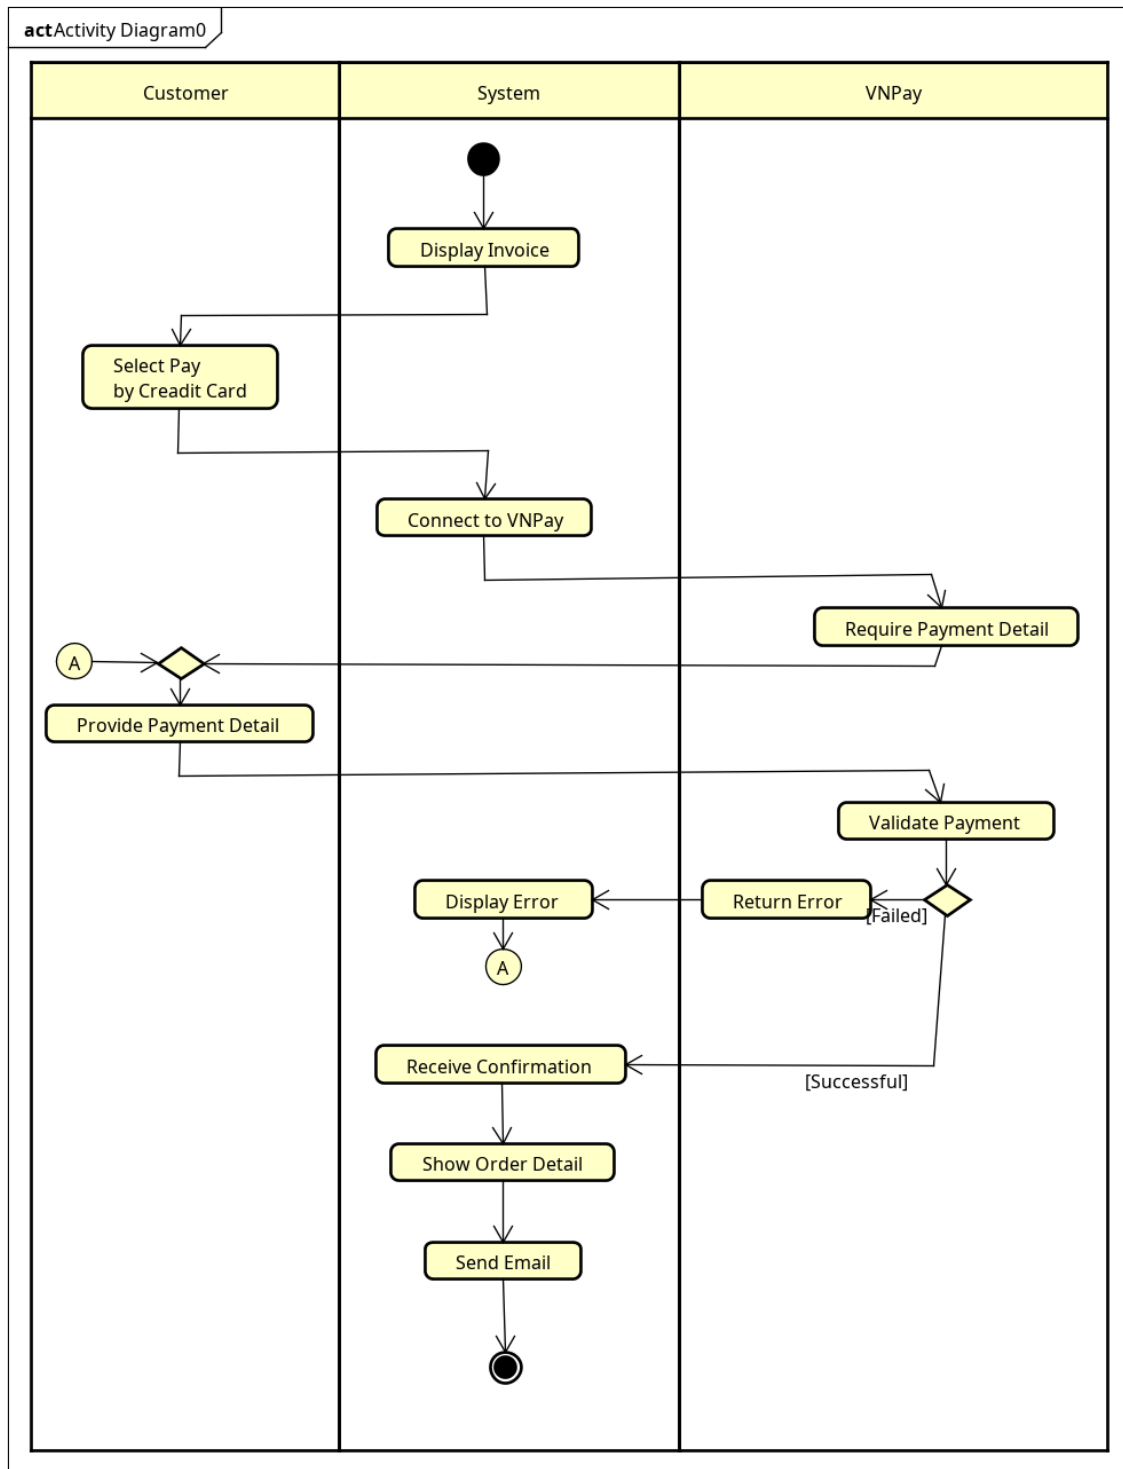 actActivity Diagram0
Customer
System
VNPay
Display Invoice
Select Pay
by Creadit Card
Connect to VNPay
Require Payment Detail
A
Provide Payment Detail
Validate Payment
Display Error
Return Error
[Failed]
A
Receive Confirmation
[Successful]
Show Order Detail
Send Email